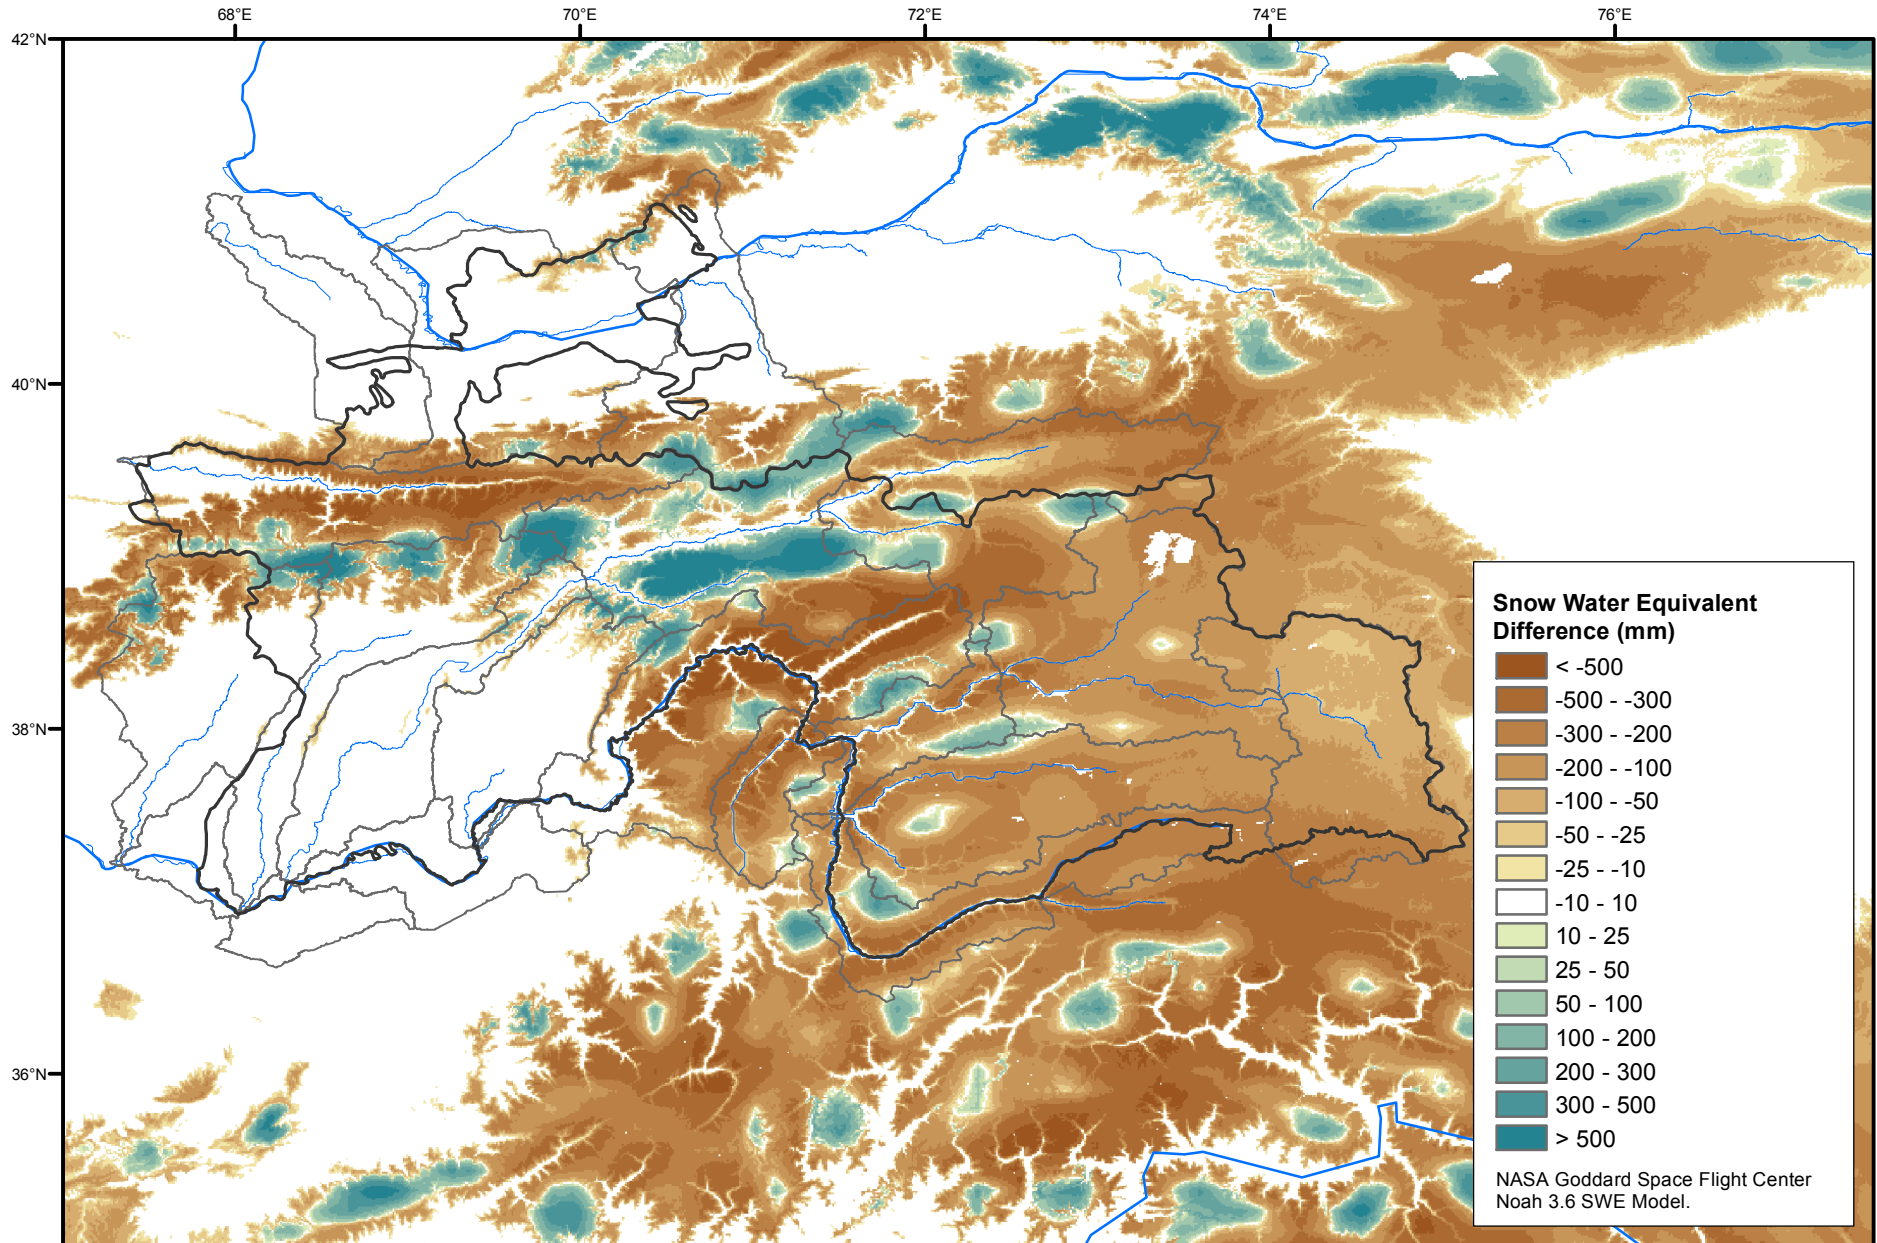 68°E
70°E
72°E
74°E
76°E
42°N
40°N
38°N
36°N
Snow Water Equivalent
Difference (mm)
< -500
-500 - -300
-300 - -200
-200 - -100
-100 - -50
-50 - -25
-25 - -10
-10 - 10
10 - 25
25 - 50
50 - 100
100 - 200
200 - 300
300 - 500
> 500
NASA Goddard Space Flight Center
Noah 3.6 SWE Model.